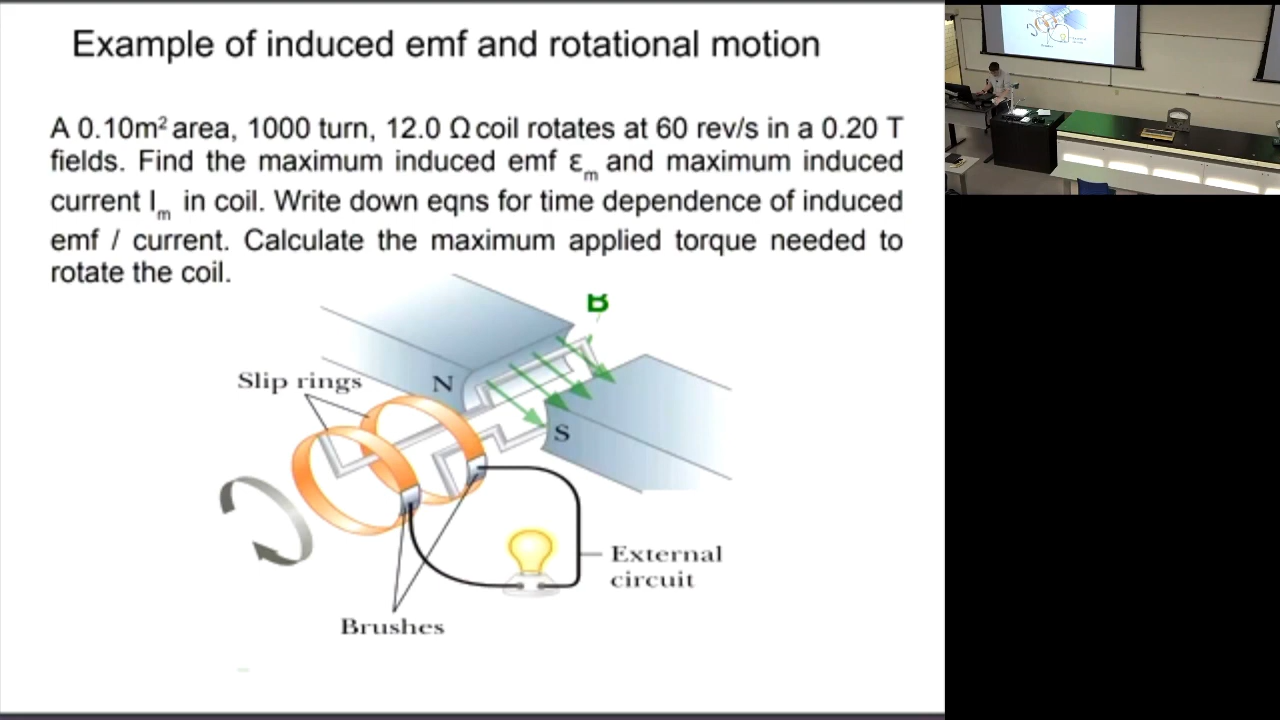 Example of induced emf and rotational motion
A 0.10m² area, 1000 turn, 12.0 Ω coil rotates at 60 rev/s in a 0.20 T
fields. Find the maximum induced emf εm and maximum induced
current Im in coil. Write down eqns for time dependence of induced
emf / current. Calculate the maximum applied torque needed to
rotate the coil.
B
Slip rings
N
S
External
circuit
Brushes